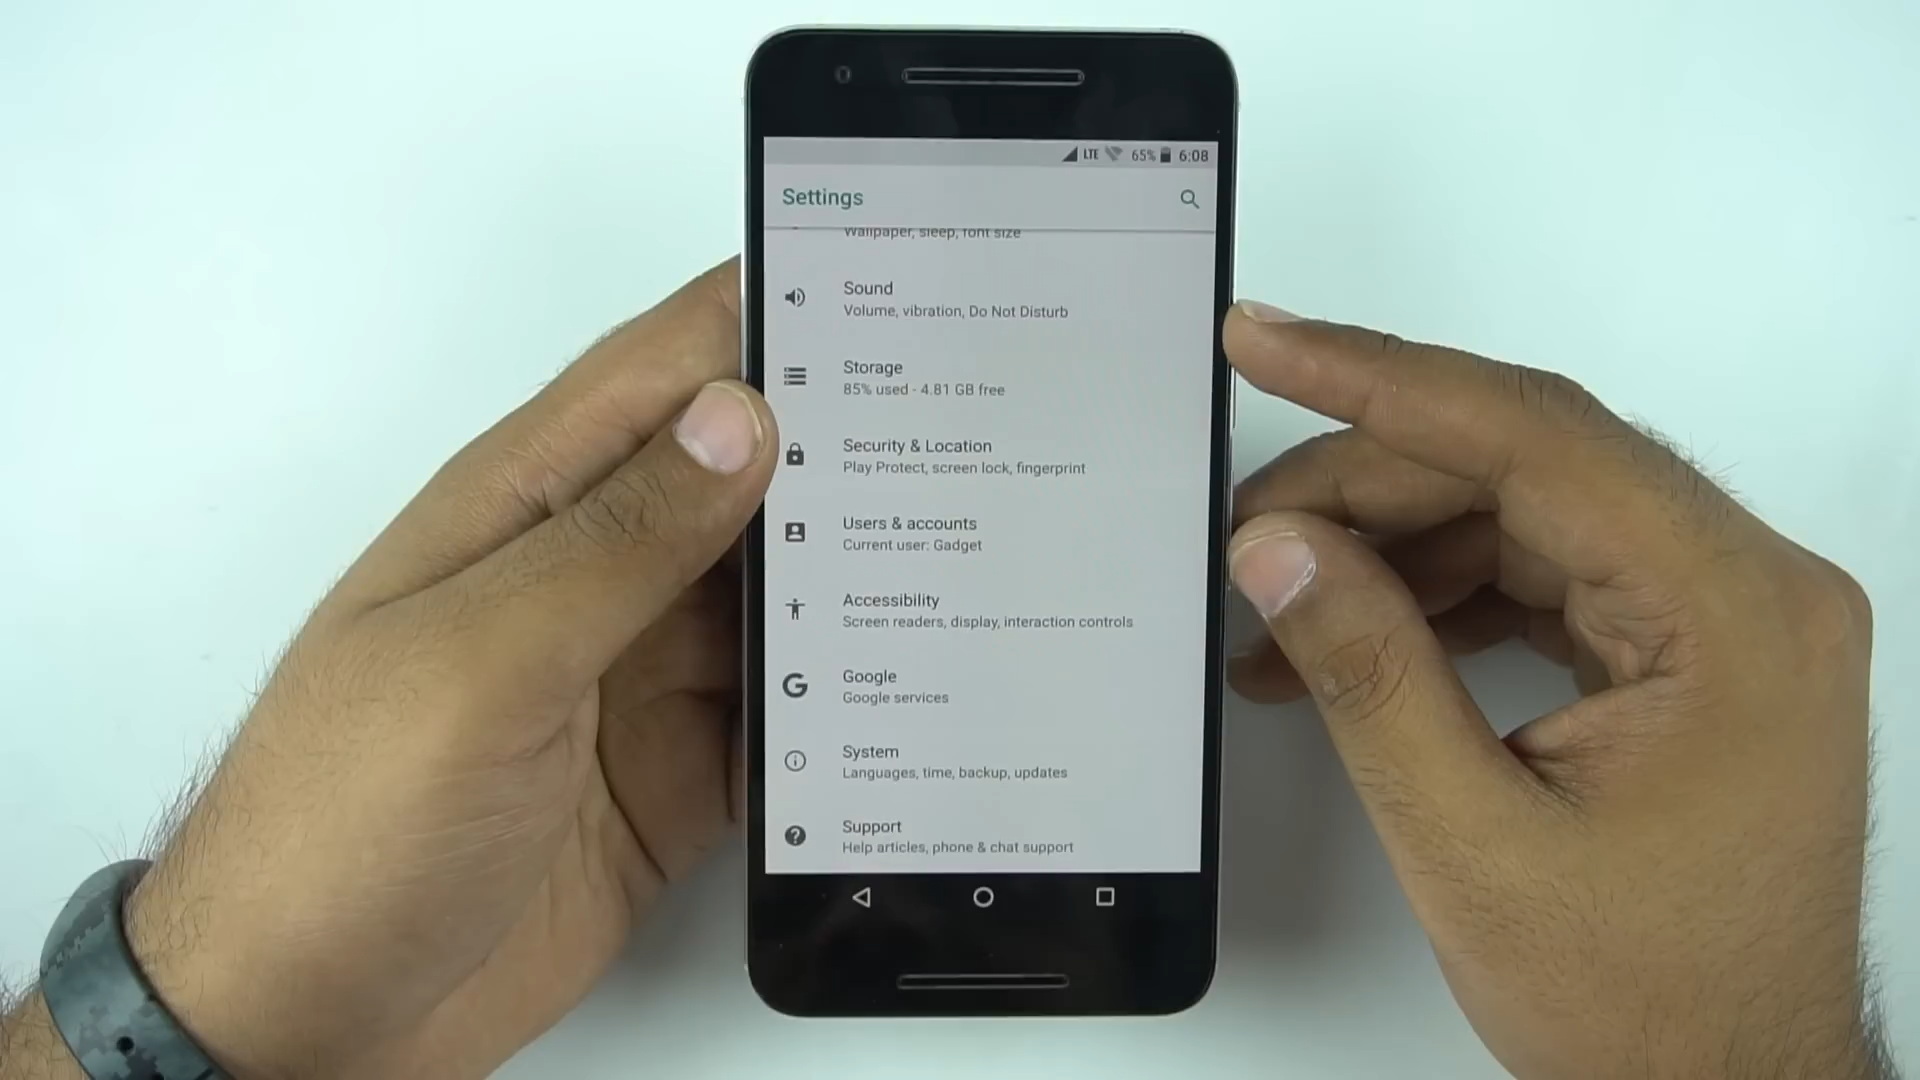 LTE 65% 6:08
Settings
Wallpaper, sleep, font size
Sound
Volume, vibration, Do Not Disturb
Storage
85% used - 4.81 GB free
Security & Location
Play Protect, screen lock, fingerprint
Users & accounts
Current user: Gadget
Accessibility
Screen readers, display, interaction controls
Google
Google services
System
Languages, time, backup, updates
Support
Help articles, phone & chat support